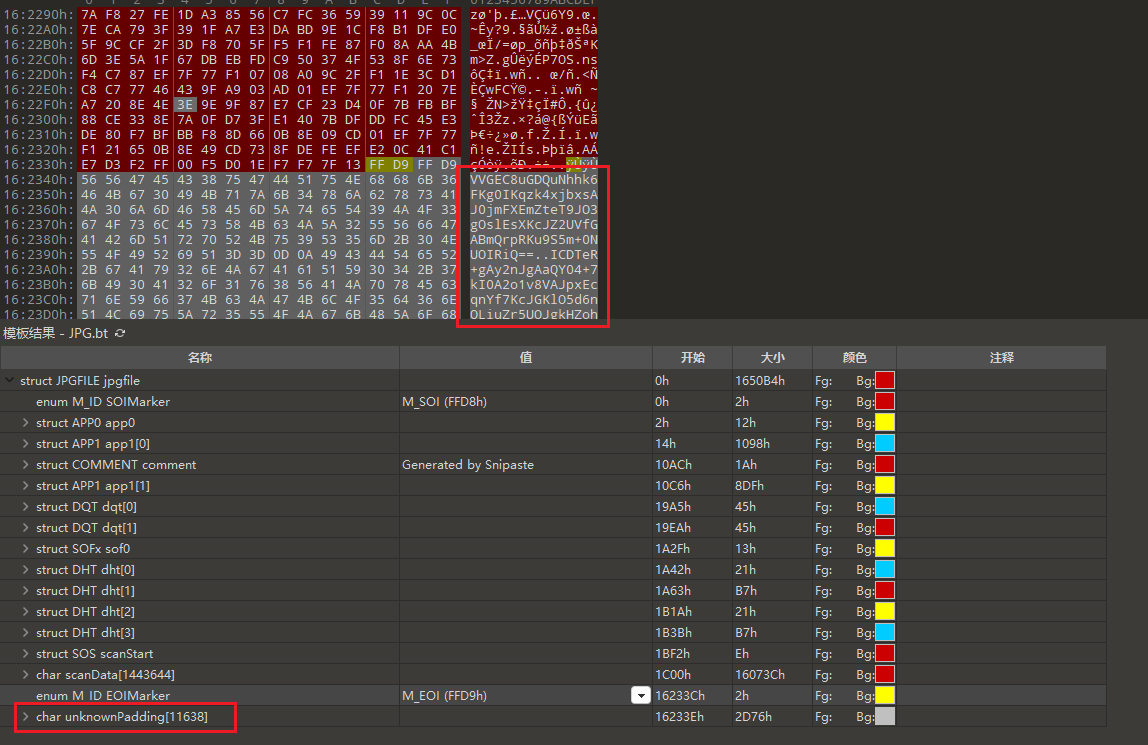 16:2290h: 7A F8 27 FE 1D A3 85 56 C7 FC 36 59 39 11 9C 0C zø'þ.£…VÇü6Y9.œ.
16:22A0h: 7E CA 79 3F 39 1F A7 E3 DA BD 9E 1C F8 B1 DF E0 ~Êy?9.§ãÚ½ž.ø±ßà
16:22B0h: 5F 9C CF 2F 3D F8 70 5F F5 F1 FE 87 F0 8A AA 4B _œÏ/=øp_õñþ‡ðŠªK
16:22C0h: 6D 3E 5A 1F 67 DB EB FD C9 50 37 4F 53 8F 6E 73 m>Z.gÛëýÉP7OS.ns
16:22D0h: F4 C7 87 EF 7F 77 F1 07 08 A0 9C 2F F1 1E 3C D1 ôÇ‡ï.wñ.. œ/ñ.<Ñ
16:22E0h: C8 C7 77 46 43 9F A9 03 AD 01 EF 7F 77 F1 20 7E ÈÇwFCŸ©.-.ï.wñ ~
16:22F0h: A7 20 8E 4E 3E 9E 9F 87 E7 CF 23 D4 0F 7B FB BF § ŽN>žŸ‡çÏ#Ô.{û¿
16:2300h: 88 CE 33 8E 7A 0F D7 3F E1 40 7B DF DD FC 45 E3 ˆÎ3Žz.×?á@{ßÝüEã
16:2310h: DE 80 F7 BF BB F8 8D 66 0B 8E 09 CD 01 EF 7F 77 Þ€÷¿»ø.f.Ž.Í.ï.w
16:2320h: F1 21 65 0B 8E 49 CD 73 8F DE FE EF E2 0C 41 C1 ñ!e.ŽIÍs.Þþïâ.AÁ
16:2330h: E7 D3 F2 FF 00 F5 D0 1E F7 F7 7F 13 FF D9 FF D9 çÓòÿ.õÐ.÷÷..ÿÙÿÙ
16:2340h: 56 56 47 45 43 38 75 47 44 51 75 4E 68 68 6B 36 VVGEC8uGDQuNhhk6
16:2350h: 46 4B 67 30 49 4B 71 7A 6B 34 78 6A 62 78 73 41 FKg0IKqzk4xjbxsA
16:2360h: 4A 30 6A 6D 46 58 45 6D 5A 74 65 54 39 4A 4F 33 J0jmFXEmZteT9JO3
16:2370h: 67 4F 73 6C 45 73 58 4B 63 4A 5A 32 55 56 66 47 gOslEsXKcJZ2UVfG
16:2380h: 41 42 6D 51 72 70 52 4B 75 39 53 35 6D 2B 30 4E ABmQrpRKu9S5m+0N
16:2390h: 55 4F 49 52 69 51 3D 3D 0D 0A 49 43 44 54 65 52 UOIRiQ==..ICDTeR
16:23A0h: 2B 67 41 79 32 6E 4A 67 41 61 51 59 30 34 2B 37 +gAy2nJgAaQY04+7
16:23B0h: 6B 49 30 41 32 6F 31 76 38 56 41 4A 70 78 45 63 kI0A2o1v8VAJpxEc
16:23C0h: 71 6E 59 66 37 4B 63 4A 47 4B 6C 4F 35 64 36 6E qnYf7KcJGKlO5d6n
16:23D0h: 51 4C 69 75 5A 72 35 55 4F 4A 67 6B 48 5A 6F 68 QLiuZr5UOJgkHZoh
模板结果 - JPG.bt
名称 值 开始 大小 颜色 注释
struct JPGFILE jpgfile 0h 1650B4h Fg: Bg:
enum M_ID SOIMarker M_SOI (FFD8h) 0h 2h Fg: Bg:
struct APP0 app0 2h 12h Fg: Bg:
struct APP1 app1[0] 14h 1098h Fg: Bg:
struct COMMENT comment Generated by Snipaste 10ACh 1Ah Fg: Bg:
struct APP1 app1[1] 10C6h 8DFh Fg: Bg:
struct DQT dqt[0] 19A5h 45h Fg: Bg:
struct DQT dqt[1] 19EAh 45h Fg: Bg:
struct SOFx sof0 1A2Fh 13h Fg: Bg:
struct DHT dht[0] 1A42h 21h Fg: Bg:
struct DHT dht[1] 1A63h B7h Fg: Bg:
struct DHT dht[2] 1B1Ah 21h Fg: Bg:
struct DHT dht[3] 1B3Bh B7h Fg: Bg:
struct SOS scanStart 1BF2h Eh Fg: Bg:
char scanData[1443644] 1C00h 16073Ch Fg: Bg:
enum M_ID EOIMarker M_EOI (FFD9h) 16233Ch 2h Fg: Bg:
char unknownPadding[11638] 16233Eh 2D76h Fg: Bg: